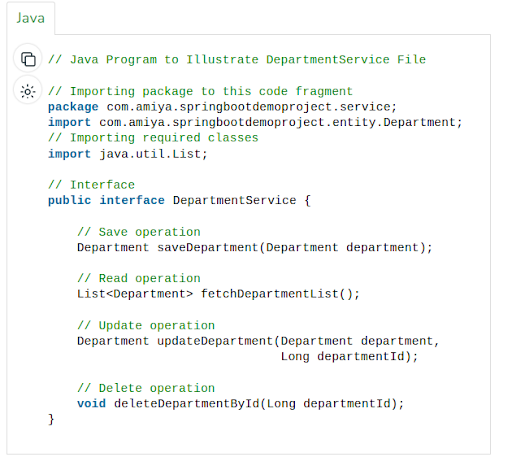 Java
// Java Program to Illustrate DepartmentService File
// Importing package to this code fragment
package com.amiya.springbootdemoproject.service;
import com.amiya.springbootdemoproject.entity.Department;
// Importing required classes
import java.util.List;
// Interface
public interface DepartmentService {
// Save operation
Department saveDepartment(Department department);
// Read operation
List<Department> fetchDepartmentList();
// Update operation
Department updateDepartment(Department department,
Long departmentId);
// Delete operation
void deleteDepartmentById(Long departmentId);
}